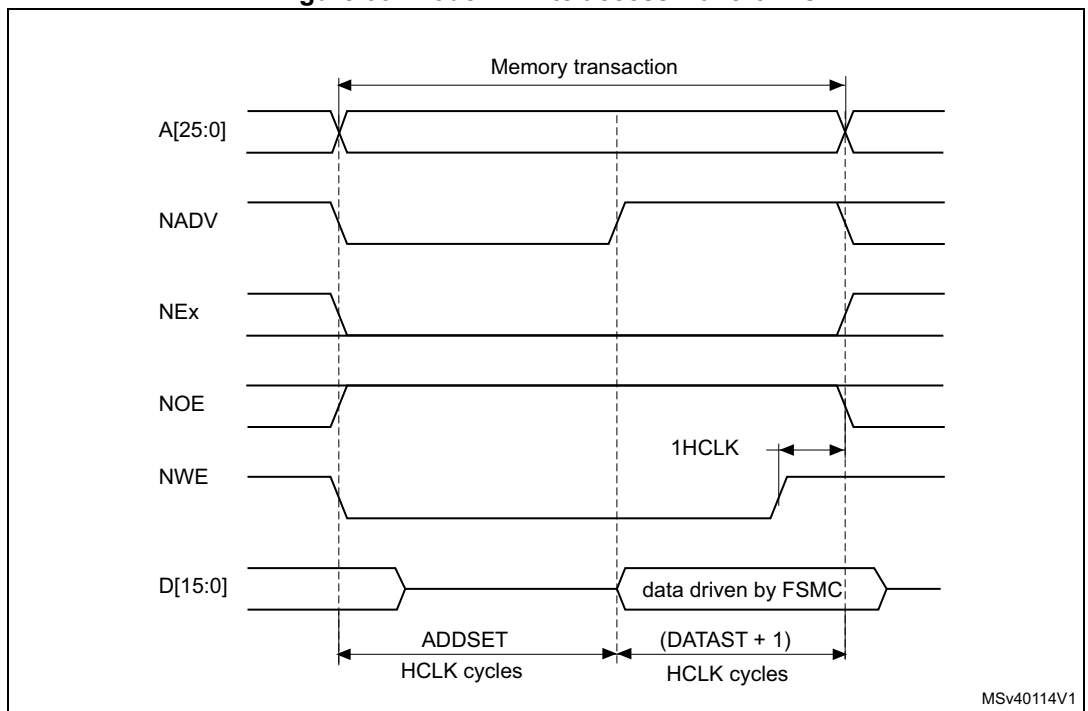 Memory transaction
A[25:0]
NADV
NEx
NOE
1HCLK
NWE
D[15:0]
data driven by FSMC
ADDSET
(DATAST + 1)
HCLK cycles
HCLK cycles
MSv40114V1